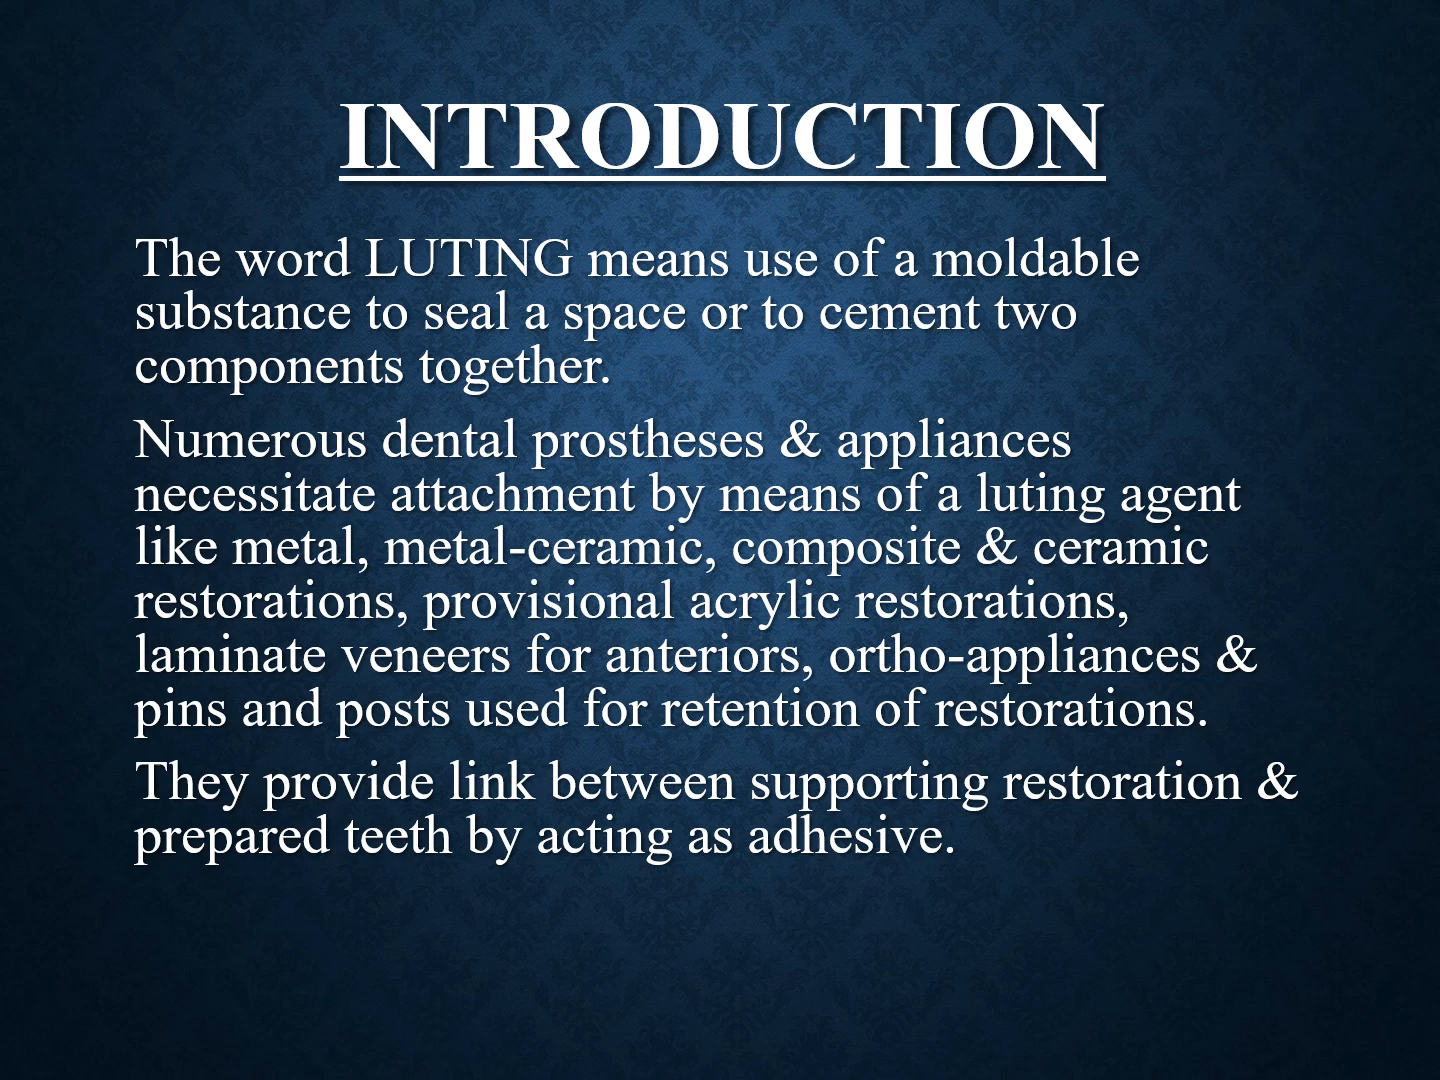 INTRODUCTION
The word LUTING means use of a moldable
substance to seal a space or to cement two
components together.
Numerous dental prostheses & appliances
necessitate attachment by means of a luting agent
like metal, metal-ceramic, composite & ceramic
restorations, provisional acrylic restorations,
laminate veneers for anteriors, ortho-appliances &
pins and posts used for retention of restorations.
They provide link between supporting restoration &
prepared teeth by acting as adhesive.